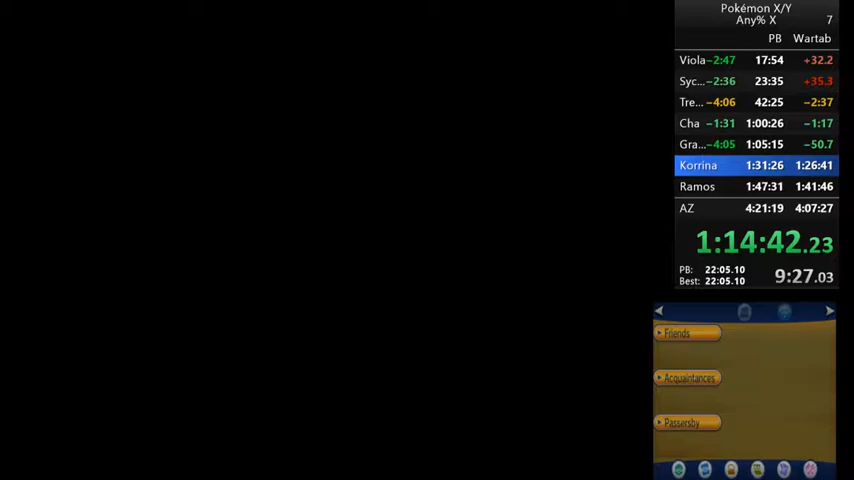 Pokémon X/Y
Any% X 7
PB Wartab
Viola -2:47 17:54 +32.2
Syc... -2:36 23:35 +35.3
Tre... -4:06 42:25 -2:37
Cha -1:31 1:00:26 -1:17
Gra... -4:05 1:05:15 -50.7
Korrina 1:31:26 1:26:41
Ramos 1:47:31 1:41:46
AZ 4:21:19 4:07:27
1:14:42.23
PB: 22:05.10
Best: 22:05.10
9:27.03
Friends
Acquaintances
Passersby